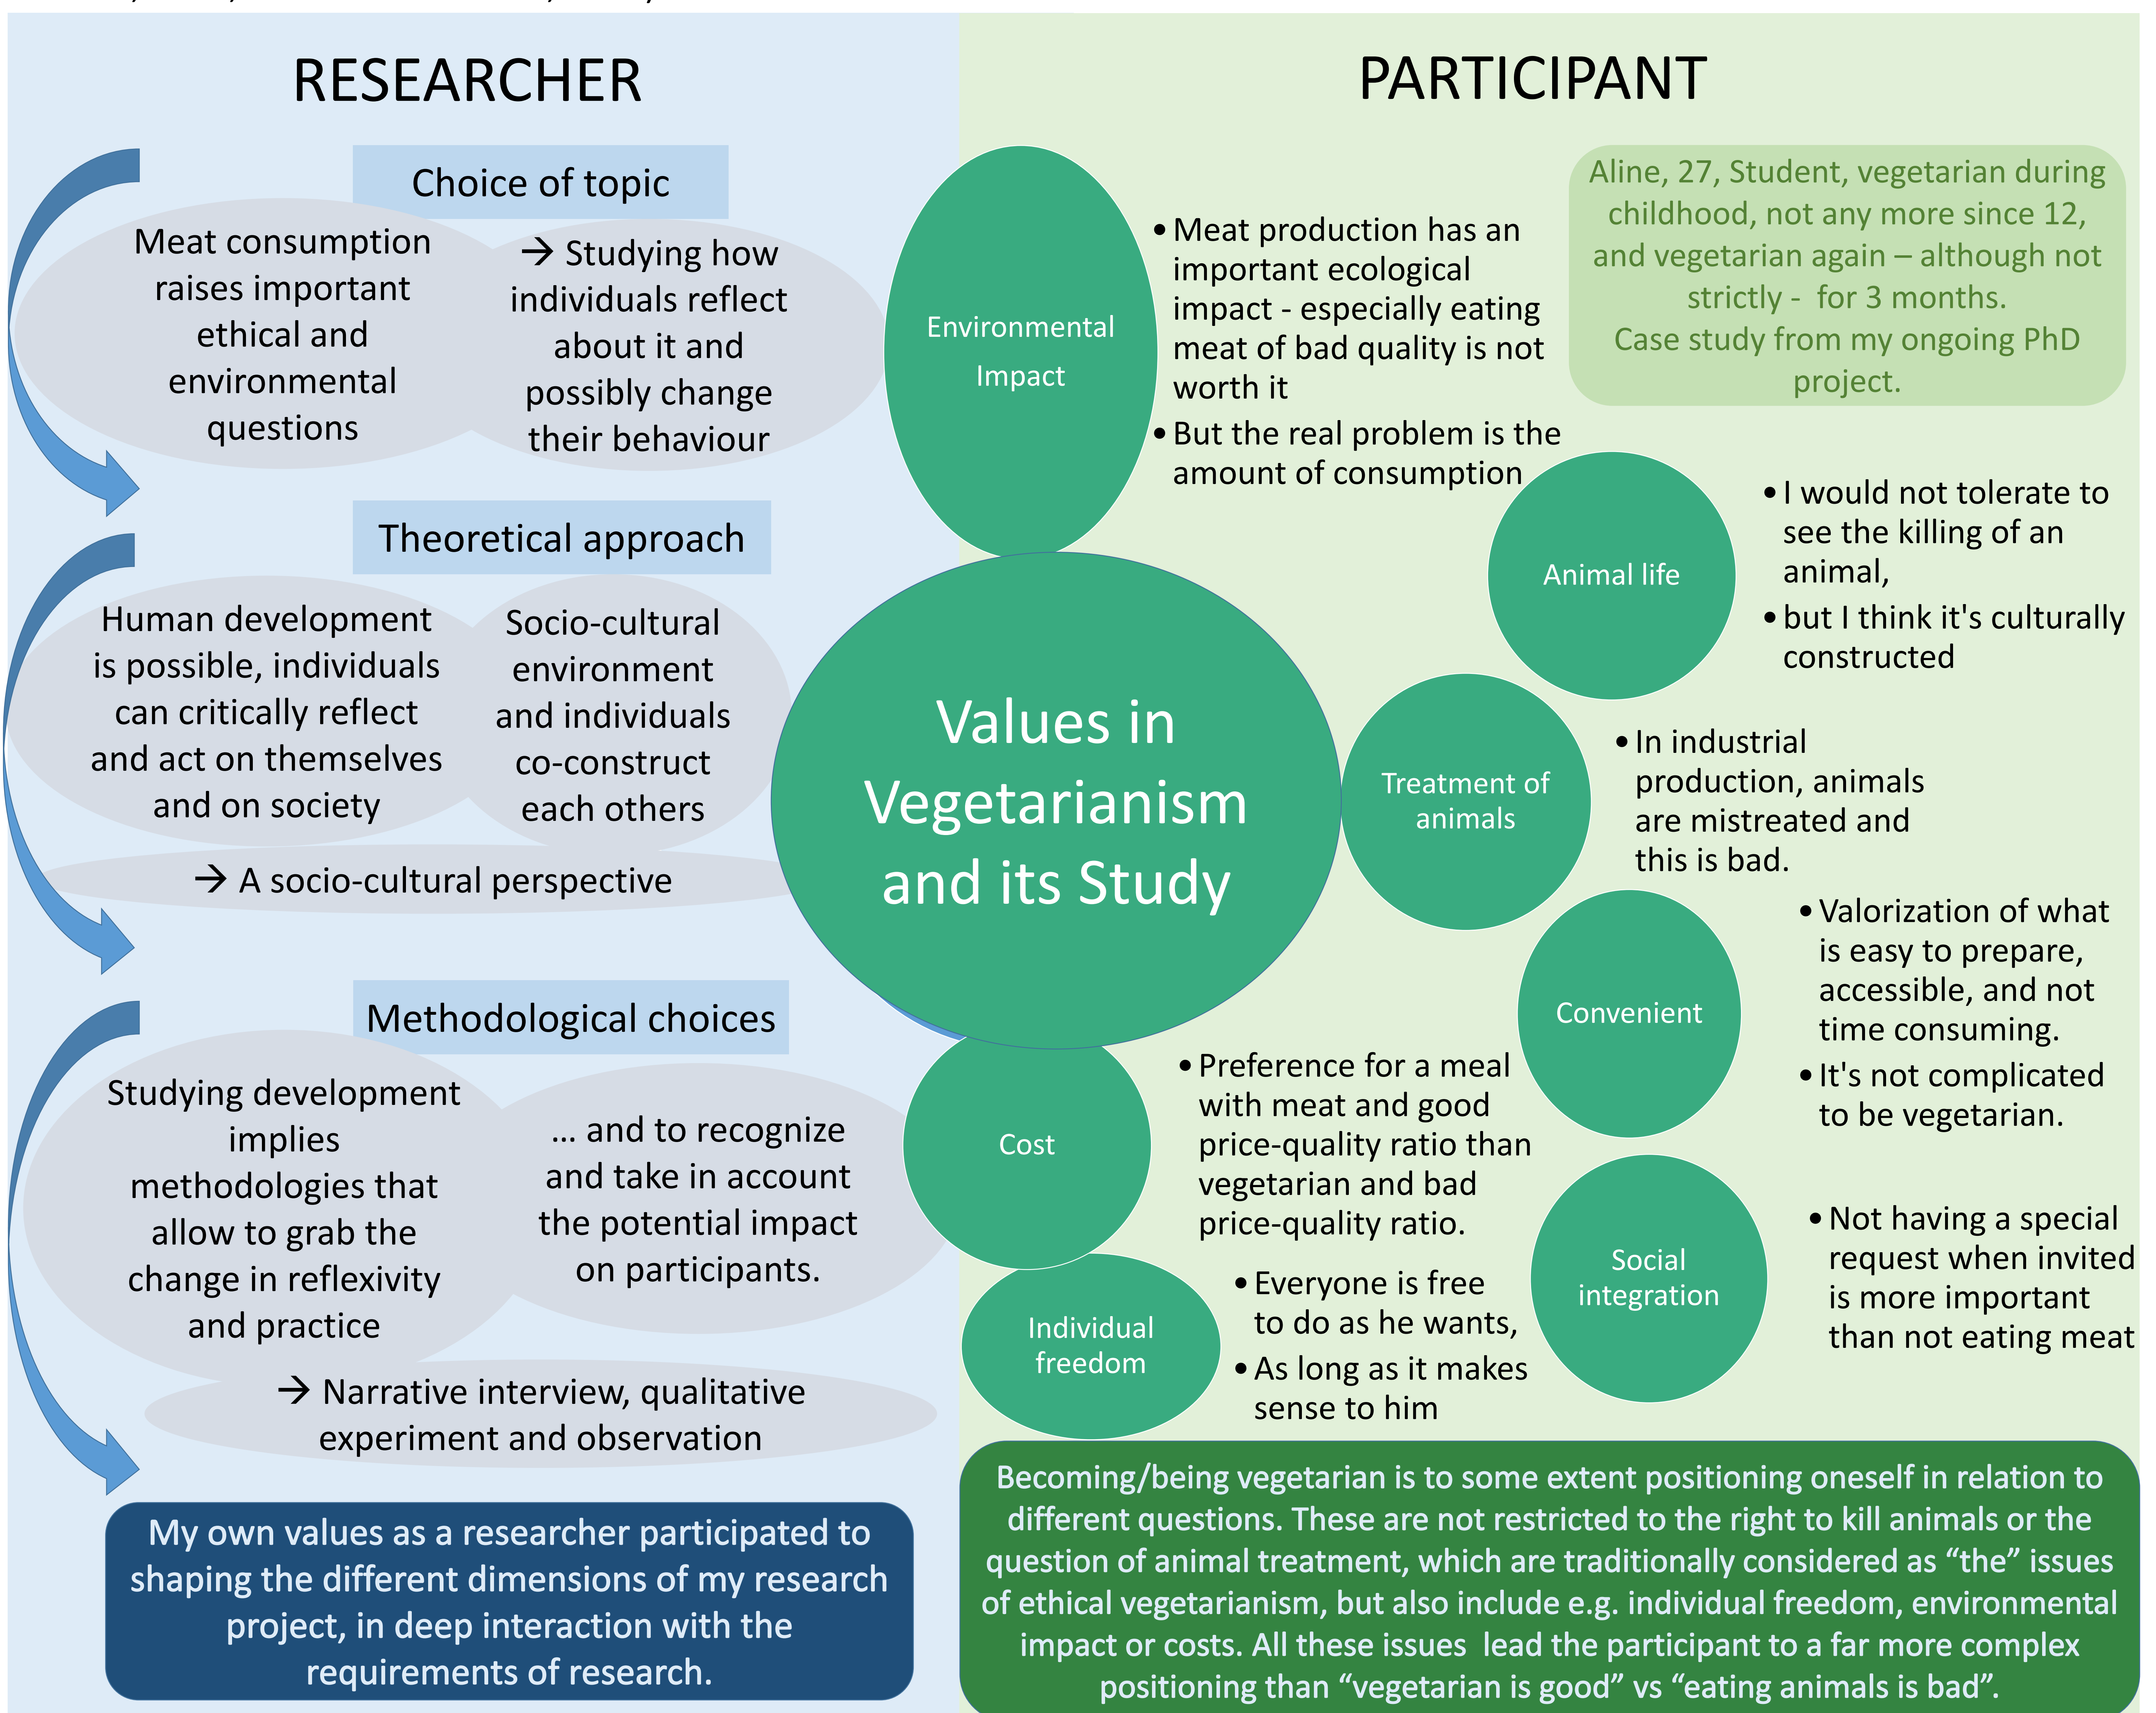 RESEARCHER
Choice of topic
Meat consumption
raises important
ethical and
environmental
questions
→ Studying how
individuals reflect
about it and
possibly change
their behaviour
Theoretical approach
Human development
is possible, individuals
can critically reflect
and act on themselves
and on society
Socio-cultural
environment
and individuals
co-construct
each others
→ A socio-cultural perspective
Methodological choices
Studying development
implies
methodologies that
allow to grab the
change in reflexivity
and practice
… and to recognize
and take in account
the potential impact
on participants.
→ Narrative interview, qualitative
experiment and observation
My own values as a researcher participated to
shaping the different dimensions of my research
project, in deep interaction with the
requirements of research.
Values in
Vegetarianism
and its Study
PARTICIPANT
Aline, 27, Student, vegetarian during
childhood, not any more since 12,
and vegetarian again – although not
strictly - for 3 months.
Case study from my ongoing PhD
project.
Environmental
Impact
• Meat production has an
important ecological
impact - especially eating
meat of bad quality is not
worth it
• But the real problem is the
amount of consumption
Animal life
• I would not tolerate to
see the killing of an
animal,
• but I think it's culturally
constructed
Treatment of
animals
• In industrial
production, animals
are mistreated and
this is bad.
Convenient
• Valorization of what
is easy to prepare,
accessible, and not
time consuming.
• It's not complicated
to be vegetarian.
Cost
• Preference for a meal
with meat and good
price-quality ratio than
vegetarian and bad
price-quality ratio.
Social
integration
• Not having a special
request when invited
is more important
than not eating meat
Individual
freedom
• Everyone is free
to do as he wants,
• As long as it makes
sense to him
Becoming/being vegetarian is to some extent positioning oneself in relation to
different questions. These are not restricted to the right to kill animals or the
question of animal treatment, which are traditionally considered as “the” issues
of ethical vegetarianism, but also include e.g. individual freedom, environmental
impact or costs. All these issues lead the participant to a far more complex
positioning than “vegetarian is good” vs “eating animals is bad”.